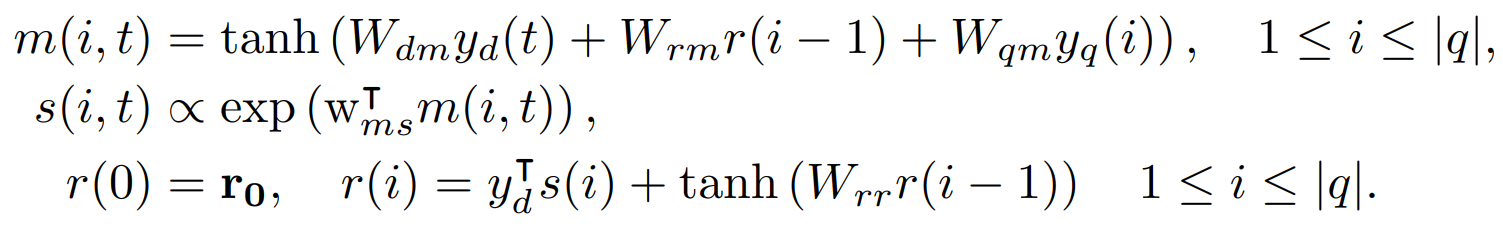 m(i, t) = tanh (W_{dm} y_d(t) + W_{rm} r(i − 1) + W_{qm} y_q(i)) , 1 ≤ i ≤ |q|,
s(i, t) ∝ exp (w_{ms}^⊺ m(i, t)) ,
r(0) = r_0, r(i) = y_d^⊺ s(i) + tanh (W_{rr} r(i − 1)) 1 ≤ i ≤ |q|.